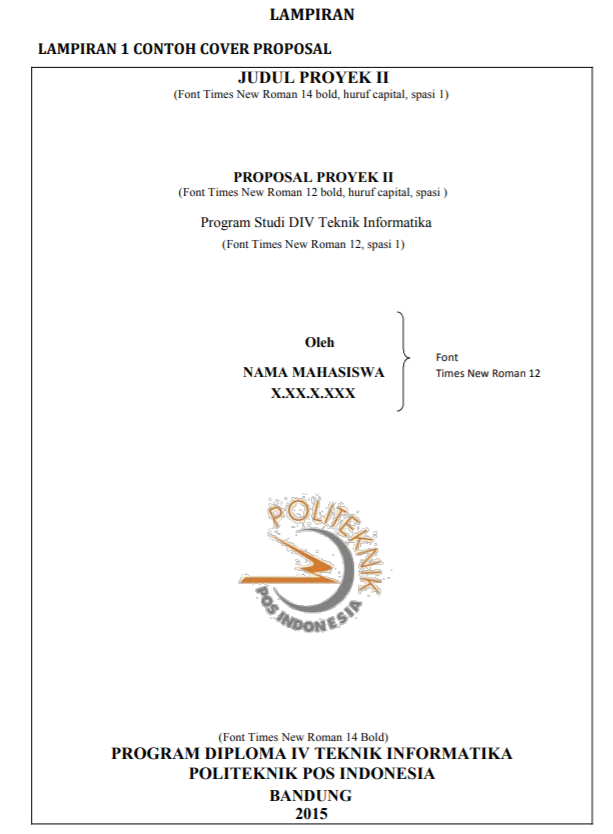 LAMPIRAN
LAMPIRAN 1 CONTOH COVER PROPOSAL
JUDUL PROYEK II
(Font Times New Roman 14 bold, huruf capital, spasi 1)
PROPOSAL PROYEK II
(Font Times New Roman 12 bold, huruf capital, spasi )
Program Studi DIV Teknik Informatika
(Font Times New Roman 12, spasi 1)
Oleh
NAMA MAHASISWA
X.XX.X.XXX
Font
Times New Roman 12
POLITEKNIK
POS INDONESIA
(Font Times New Roman 14 Bold)
PROGRAM DIPLOMA IV TEKNIK INFORMATIKA
POLITEKNIK POS INDONESIA
BANDUNG
2015